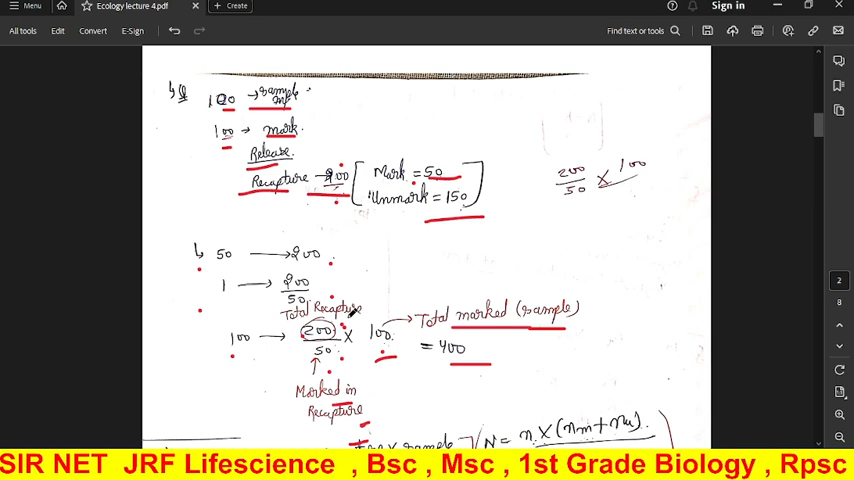 Menu
Ecology lecture 4.pdf
Create
Sign in
All tools Edit Convert E-Sign
Find text or tools
100 → sample
100 → mark
Release
Recapture → 200 [ Mark = 50
Unmark = 150 ]
200/50 × 100
↳ 50 → 200
1 → 200/50
Total Recapture
100 → 200/50 × 100 → Total marked (sample)
= 400
Marked in
Recapture
sample N = n × (nm + nu)
2
8
SIR NET JRF Lifescience , Bsc , Msc , 1st Grade Biology , Rpsc